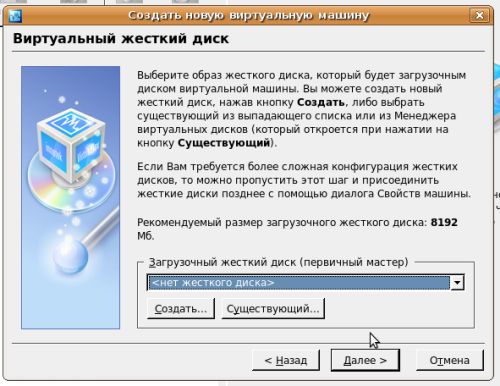 Создать новую виртуальную машину
Виртуальный жесткий диск
Выберите образ жесткого диска, который будет загрузочным
диском виртуальной машины. Вы можете создать новый
жесткий диск, нажав кнопку Создать, либо выбрать
существующий из выпадающего списка или из Менеджера
виртуальных дисков (который откроется при нажатии на
кнопку Существующий).
Если Вам требуется более сложная конфигурация жестких
дисков, то можно пропустить этот шаг и присоединить
жесткие диски позднее с помощью диалога Свойств машины.
Рекомендуемый размер загрузочного жесткого диска: 8192
Мб.
Загрузочный жесткий диск (первичный мастер)
<нет жесткого диска>
Создать... Существующий...
< Назад Далее > Отмена